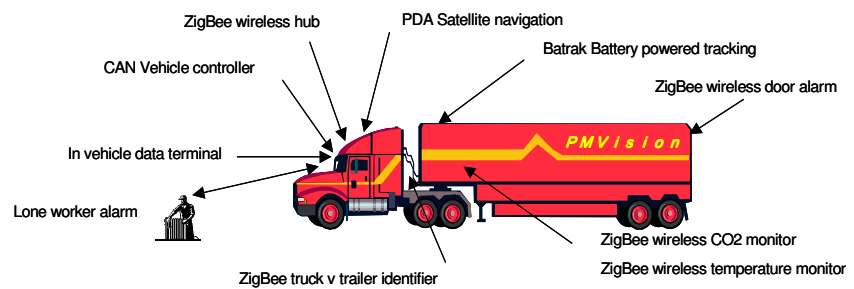 ZigBee wireless hub
PDA Satellite navigation
Batrak Battery powered tracking
CAN Vehicle controller
ZigBee wireless door alarm
PMVision
In vehicle data terminal
Lone worker alarm
ZigBee wireless CO2 monitor
ZigBee wireless temperature monitor
ZigBee truck v trailer identifier